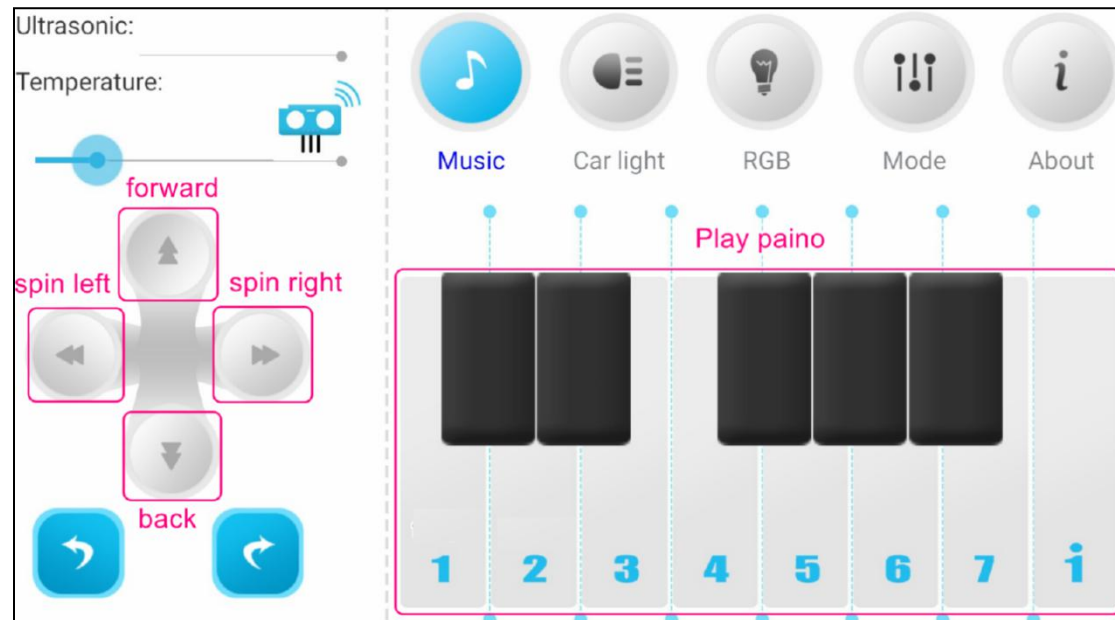 Ultrasonic:
Temperature:
forward
spin left
spin right
back
Music
Car light
RGB
Mode
i
About
Play paino
1 2 3 4 5 6 7 i